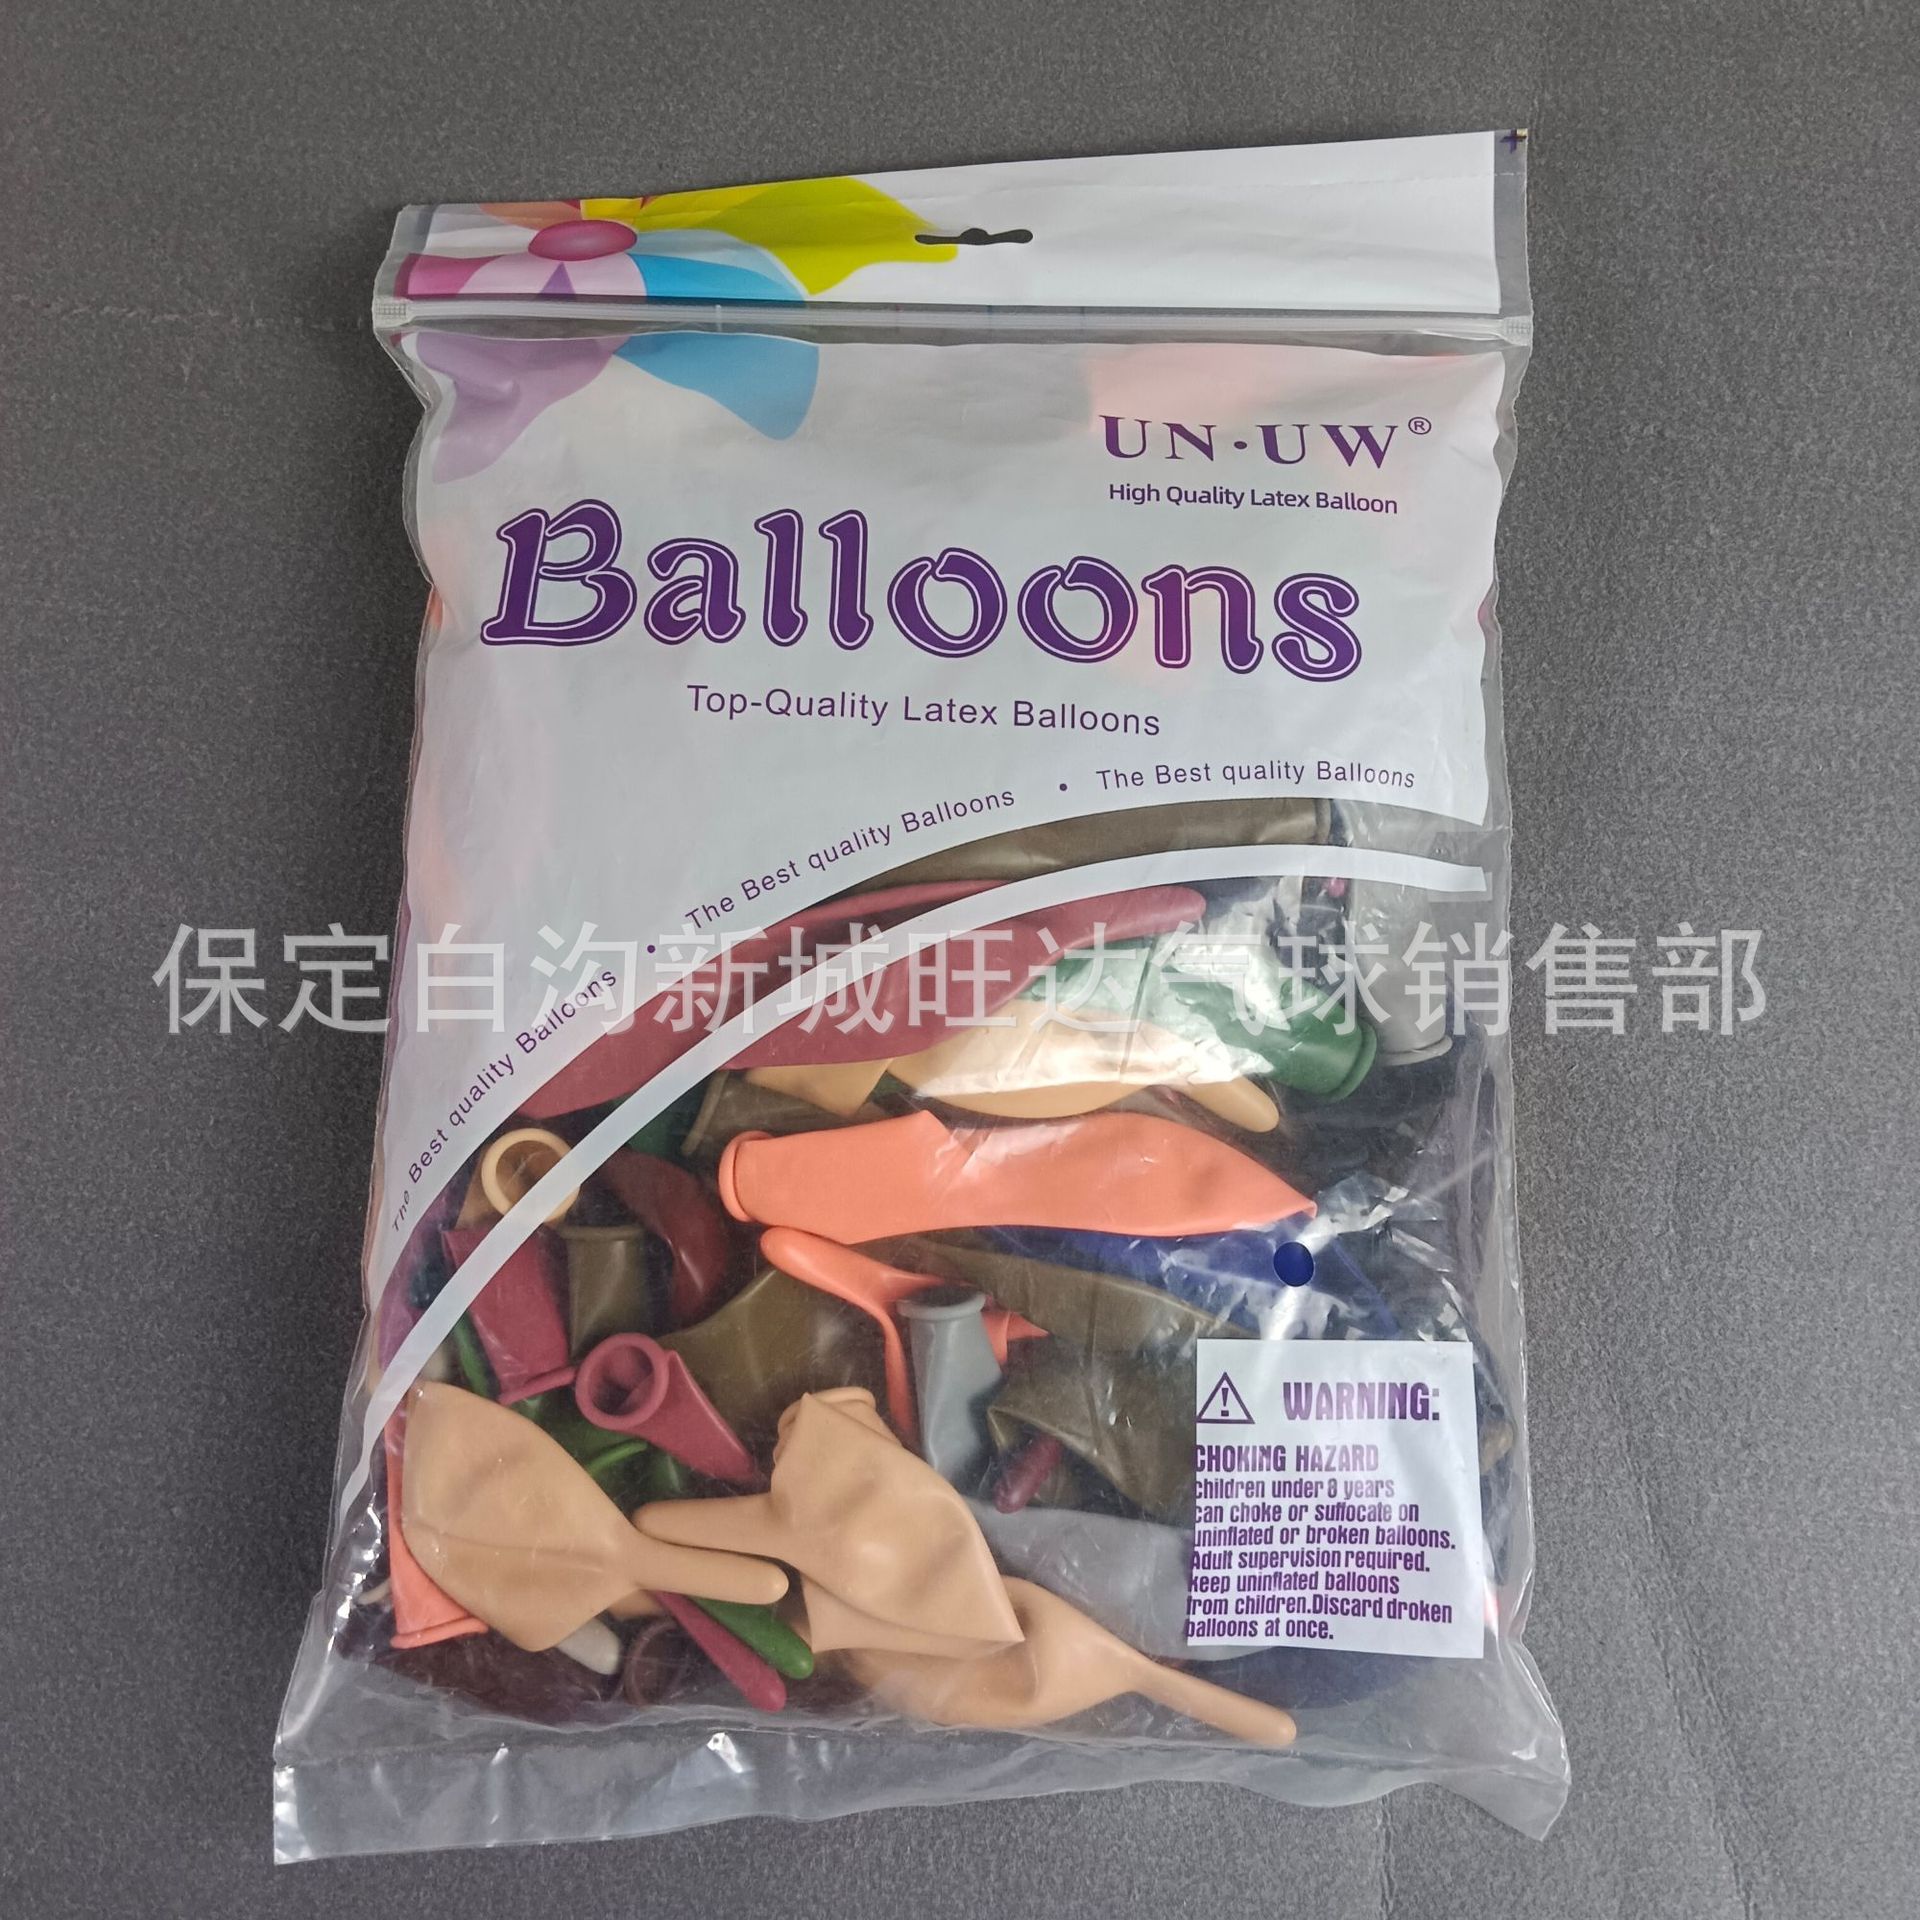 UN·UW®
High Quality Latex Balloon
Balloons
Top-Quality Latex Balloons
The Best quality Balloons • The Best quality Balloons • The Best quality Balloons
保定白沟新城旺达气球销售部
WARNING:
CHOKING HAZARD
children under 8 years
can choke or suffocate on
uninflated or broken balloons.
Adult supervision required.
keep uninflated balloons
from children.Discard droken
balloons at once.